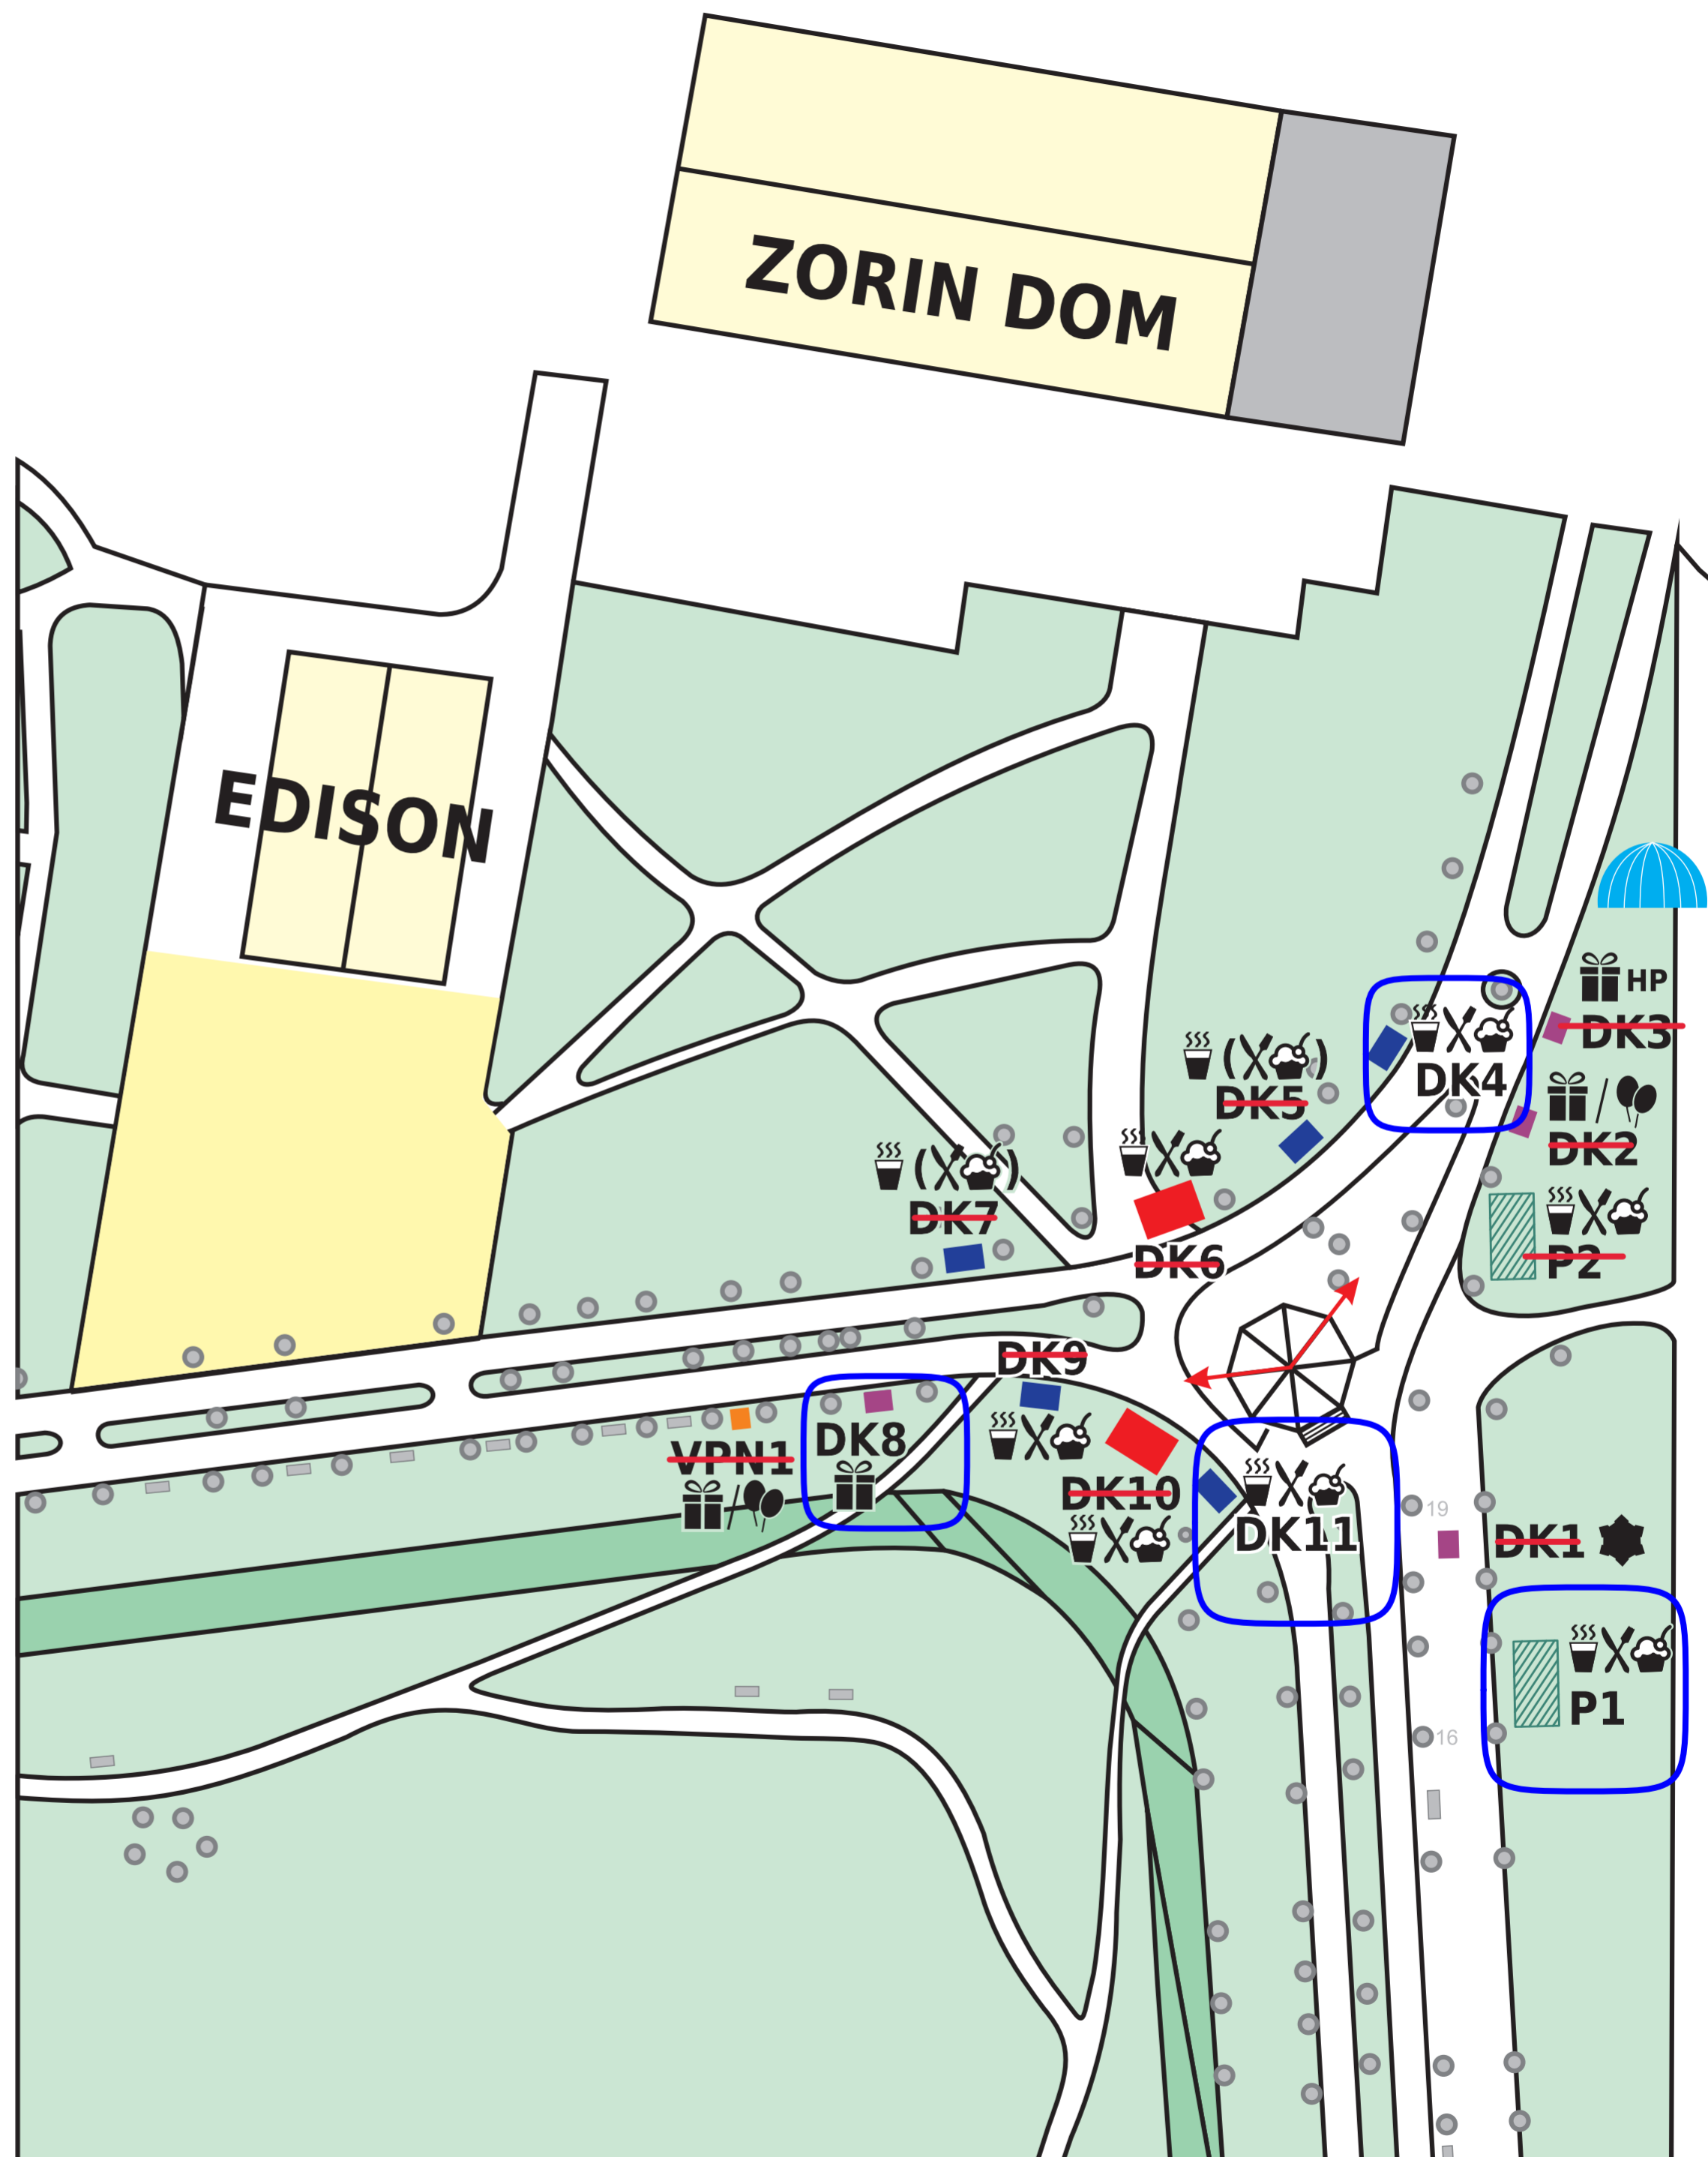 ZORIN DOM
EDISON
HP
DK3
DK4
DK5
DK2
DK7
DK6
P2
DK9
DK8
VPN1
DK10
DK11
19
DK1
P1
16